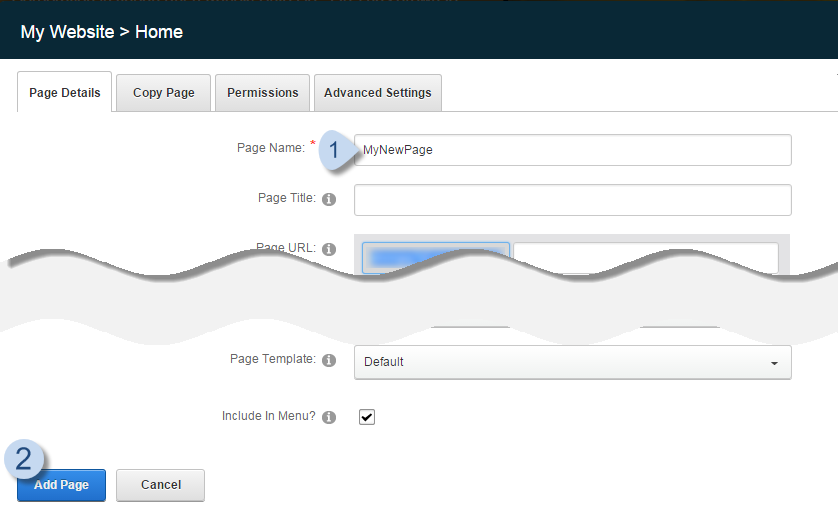 My Website > Home
Page Details
Copy Page
Permissions
Advanced Settings
Page Name: *
1
MyNewPage
Page Title:
Page URL:
Page Template:
Default
Include In Menu?
2
Add Page
Cancel